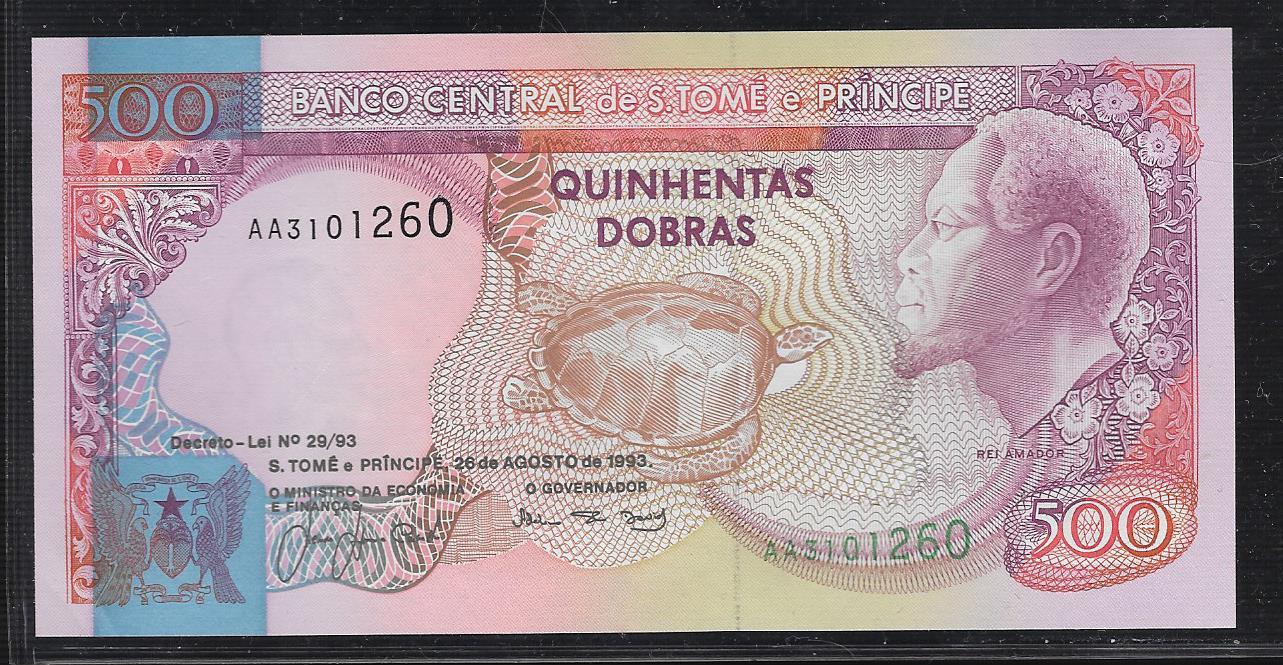 500
BANCO CENTRAL de S.TOMÉ e PRÍNCIPE
QUINHENTAS
DOBRAS
AA3101260
Decreto-Lei Nº 29/93
S. TOMÉ e PRÍNCIPE, 26 de AGOSTO de 1993.
O MINISTRO DA ECONOMIA
E FINANÇAS
O GOVERNADOR
REI AMADOR
AA3101260
500